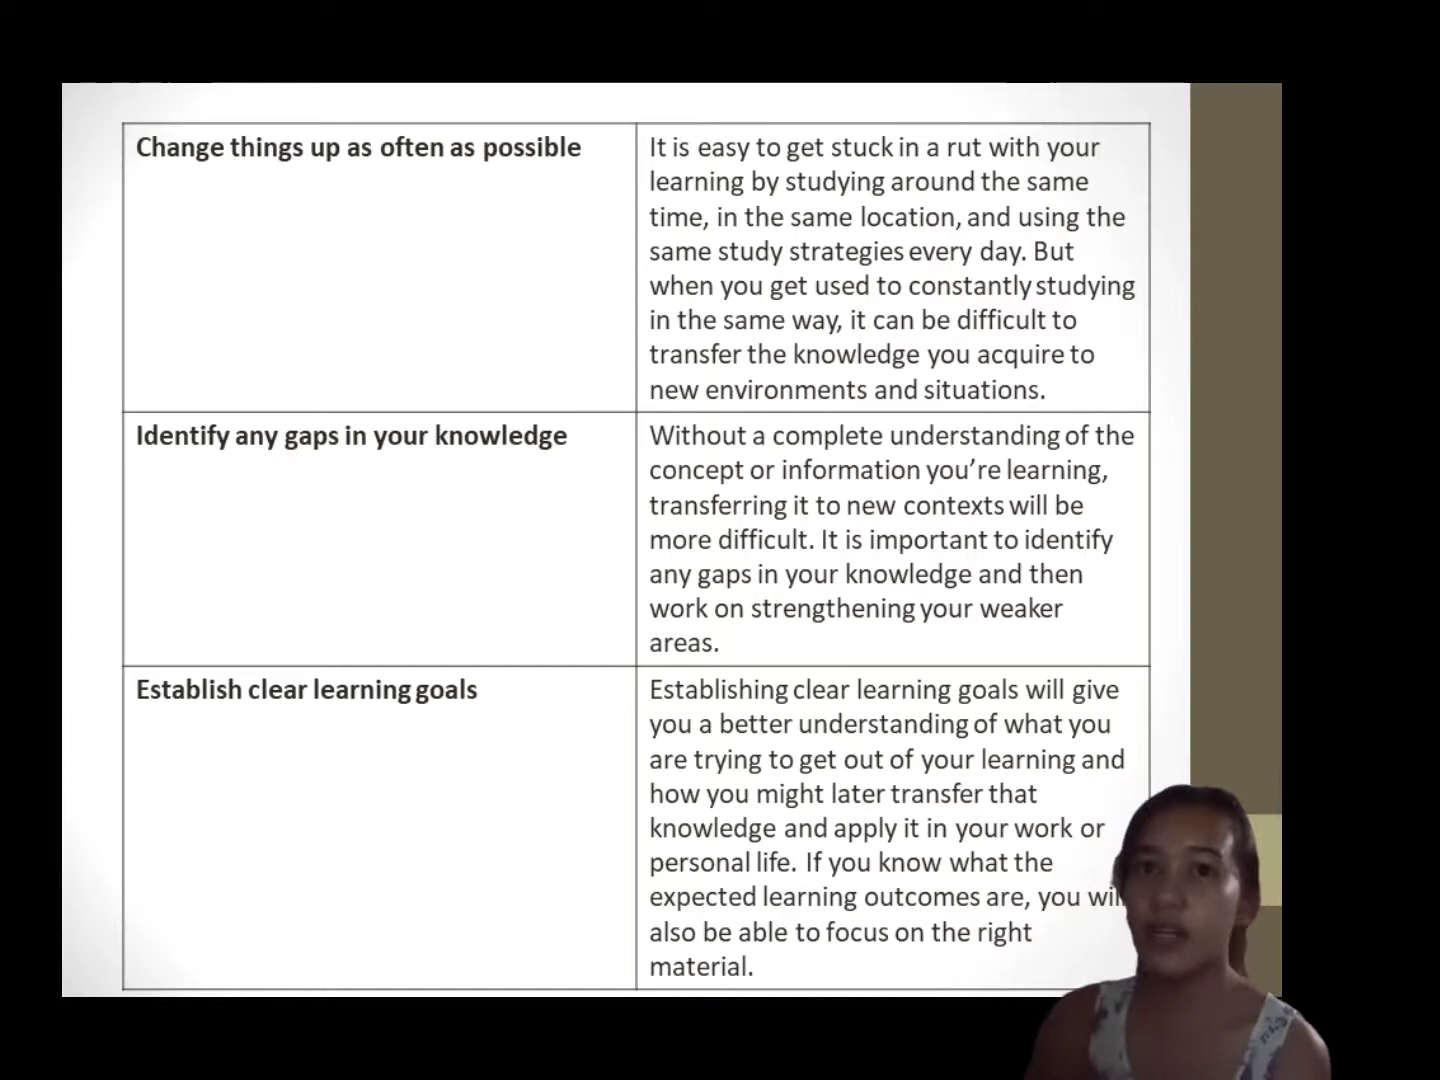 Change things up as often as possible
It is easy to get stuck in a rut with your
learning by studying around the same
time, in the same location, and using the
same study strategies every day. But
when you get used to constantly studying
in the same way, it can be difficult to
transfer the knowledge you acquire to
new environments and situations.
Identify any gaps in your knowledge
Without a complete understanding of the
concept or information you’re learning,
transferring it to new contexts will be
more difficult. It is important to identify
any gaps in your knowledge and then
work on strengthening your weaker
areas.
Establish clear learning goals
Establishing clear learning goals will give
you a better understanding of what you
are trying to get out of your learning and
how you might later transfer that
knowledge and apply it in your work or
personal life. If you know what the
expected learning outcomes are, you will
also be able to focus on the right
material.